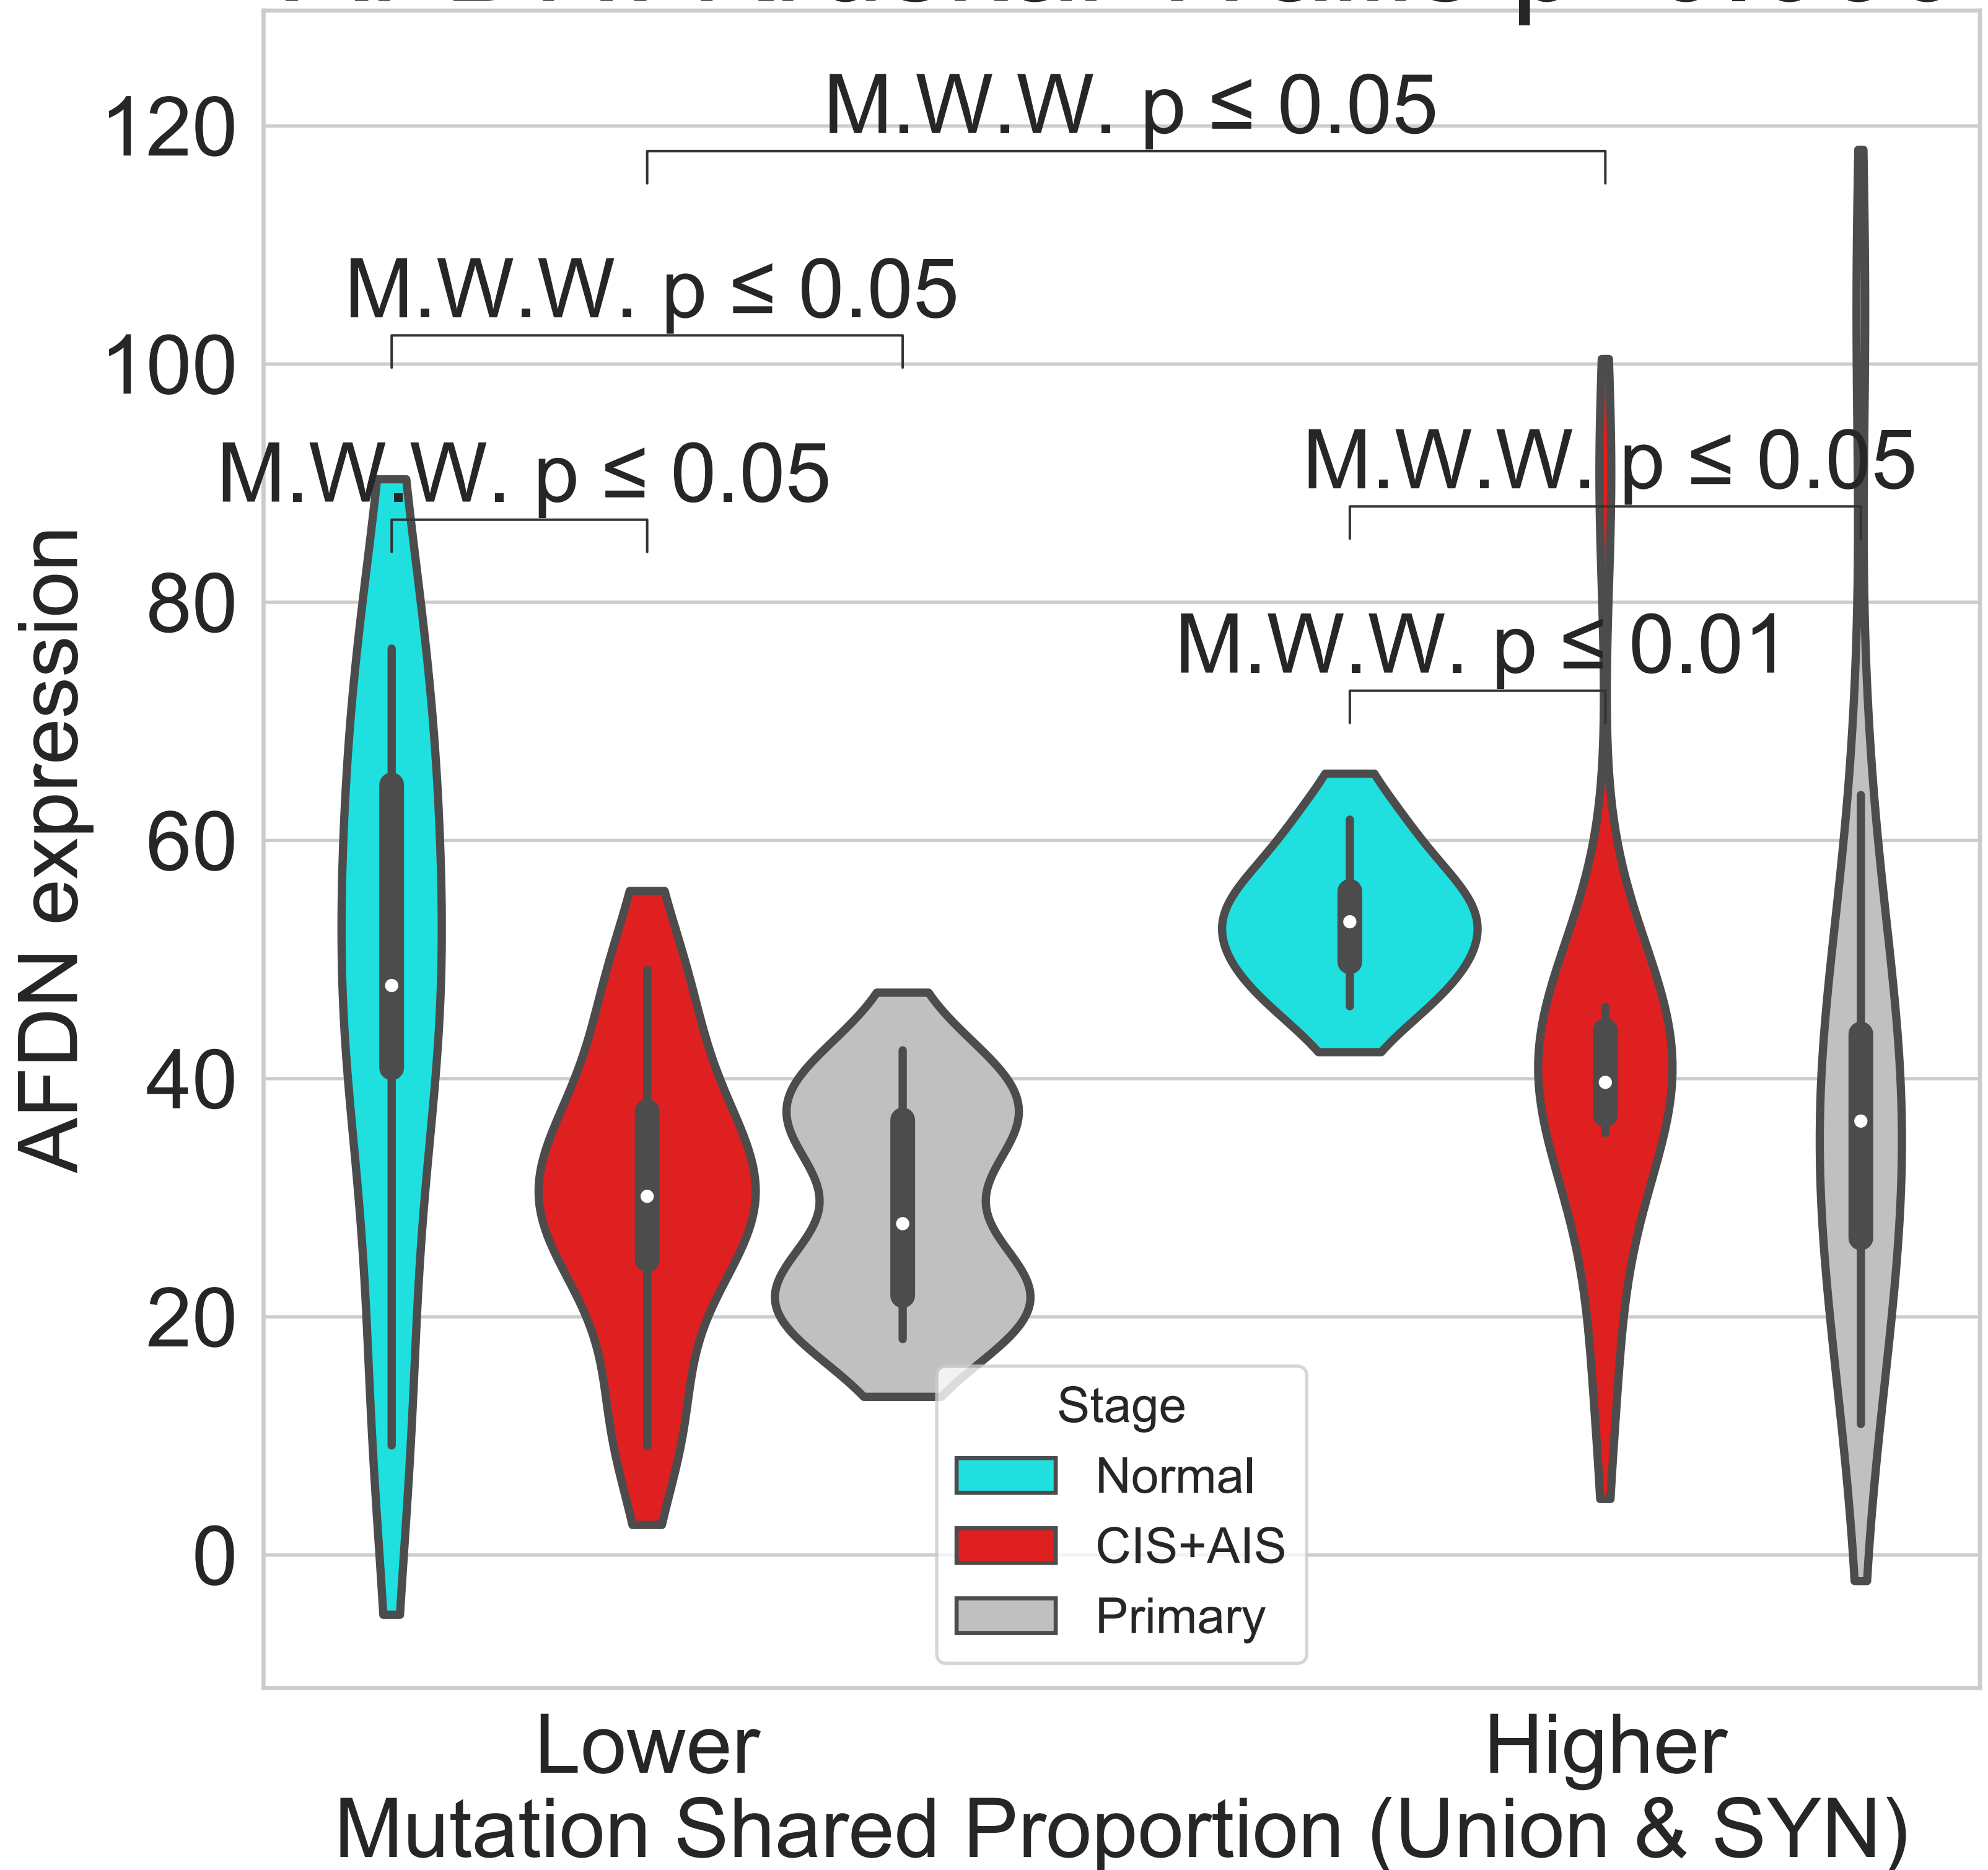 M.W.W. p ≤ 0.05
M.W.W. p ≤ 0.05
M.W.W. p ≤ 0.05
M.W.W. p ≤ 0.05
M.W.W. p ≤ 0.01
120
100
80
60
40
20
0
AFDN expression
Stage
Normal
CIS+AIS
Primary
Lower Higher
Mutation Shared Proportion (Union & SYN)